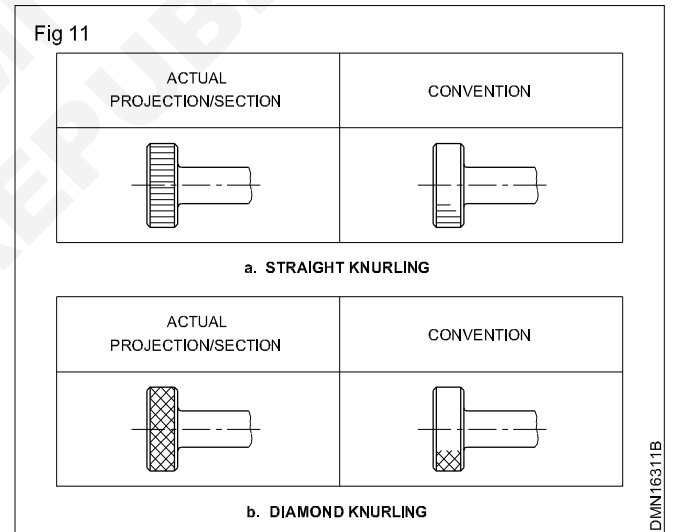 Fig 11
ACTUAL
PROJECTION/SECTION
CONVENTION
a. STRAIGHT KNURLING
ACTUAL
PROJECTION/SECTION
CONVENTION
b. DIAMOND KNURLING
DMN16311B